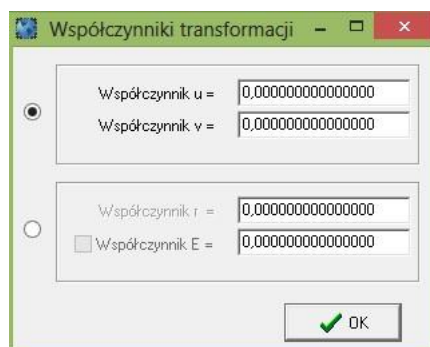 Współczynniki transformacji
Współczynnik u = 0,000000000000000
Współczynnik v = 0,000000000000000
Współczynnik r = 0,000000000000000
Współczynnik E = 0,000000000000000
OK